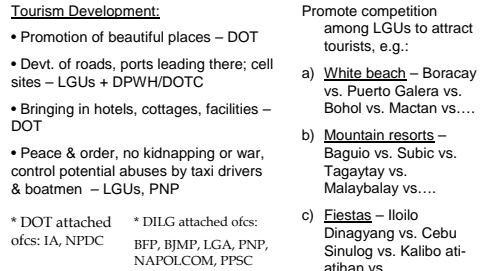 Tourism Development:
• Promotion of beautiful places – DOT
• Devt. of roads, ports leading there; cell
sites – LGUs + DPWH/DOTC
• Bringing in hotels, cottages, facilities –
DOT
• Peace & order, no kidnapping or war,
control potential abuses by taxi drivers
& boatmen – LGUs, PNP
* DOT attached
ofcs: IA, NPDC
* DILG attached ofcs:
BFP, BJMP, LGA, PNP,
NAPOLCOM, PPSC
Promote competition
among LGUs to attract
tourists, e.g.:
a) White beach – Boracay
vs. Puerto Galera vs.
Bohol vs. Mactan vs….
b) Mountain resorts –
Baguio vs. Subic vs.
Tagaytay vs.
Malaybalay vs….
c) Fiestas – Iloilo
Dinagyang vs. Cebu
Sinulog vs. Kalibo ati-
atihan vs